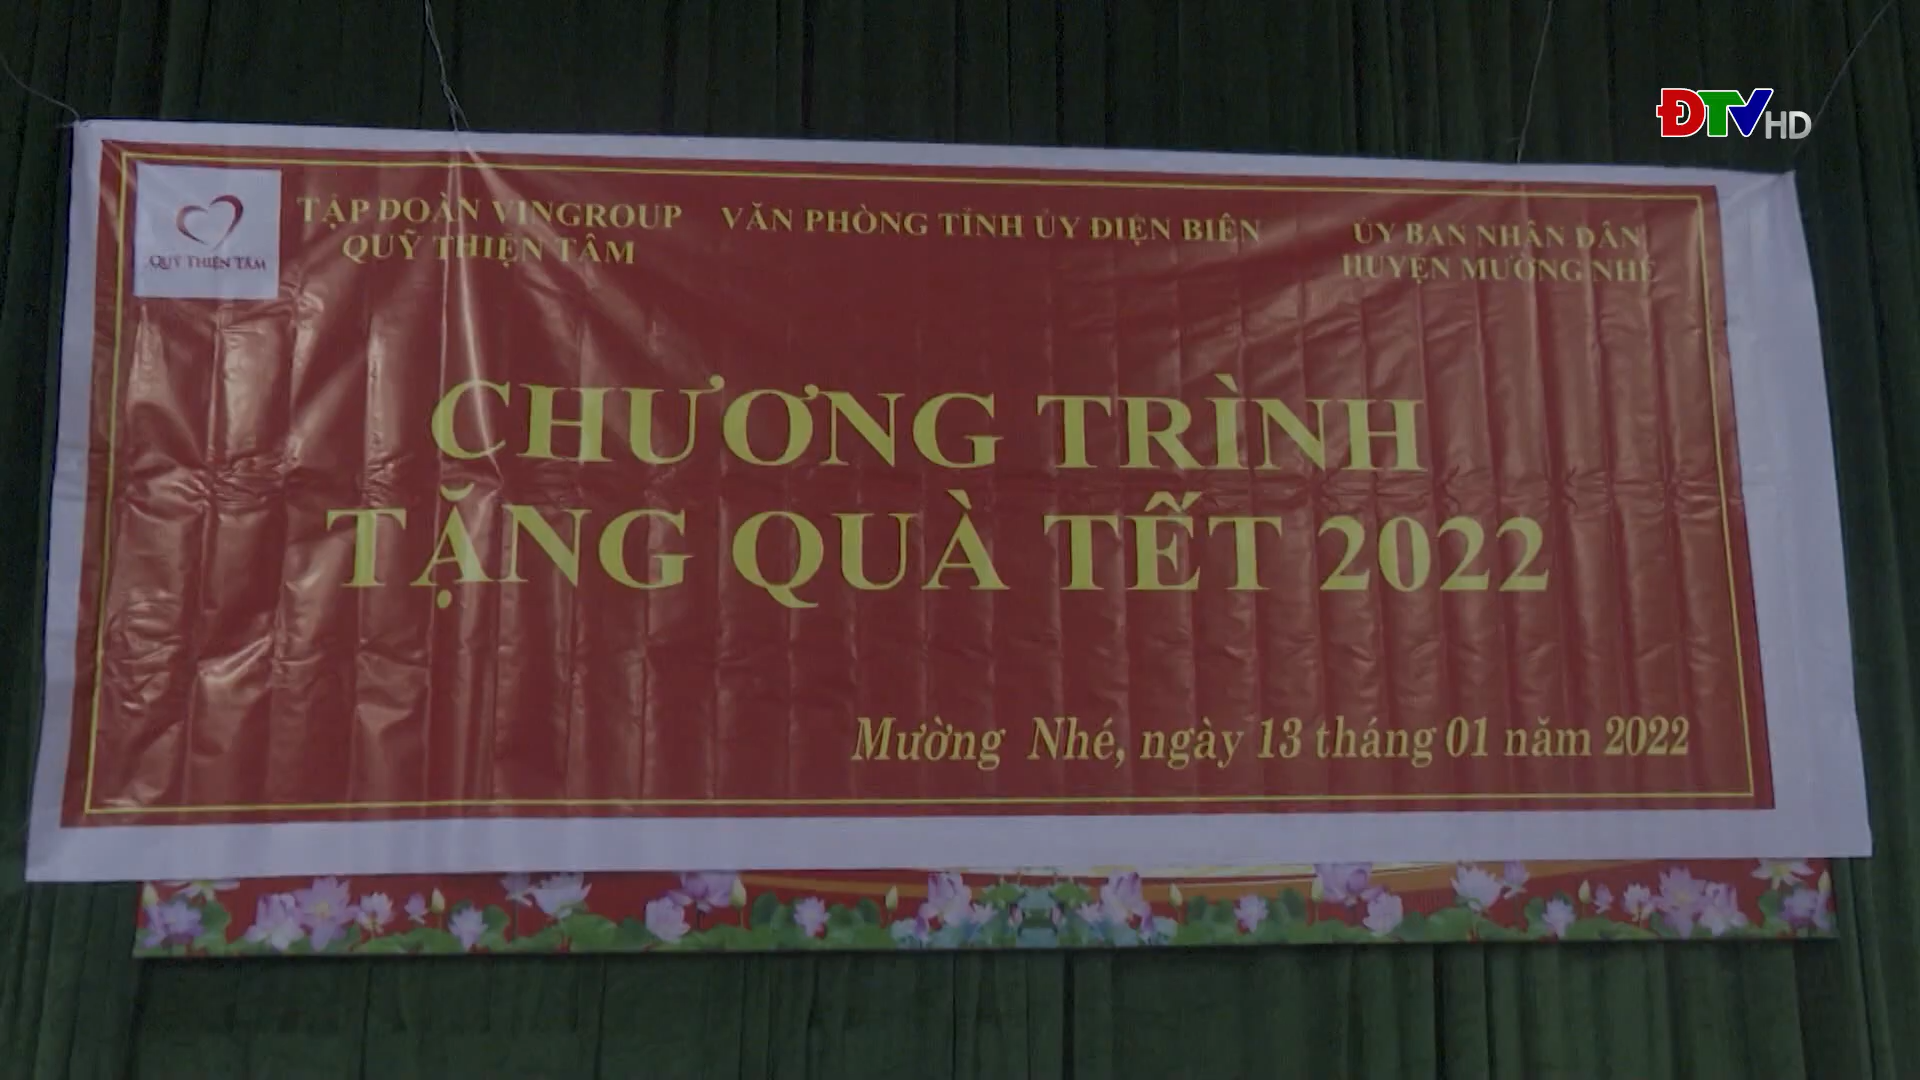 ĐTV HD
TẬP ĐOÀN VINGROUP
QUỸ THIỆN TÂM
QUỸ THIỆN TÂM
VĂN PHÒNG TỈNH ỦY ĐIỆN BIÊN
ỦY BAN NHÂN DÂN
HUYỆN MƯỜNG NHÉ
CHƯƠNG TRÌNH
TẶNG QUÀ TẾT 2022
Mường Nhé, ngày 13 tháng 01 năm 2022